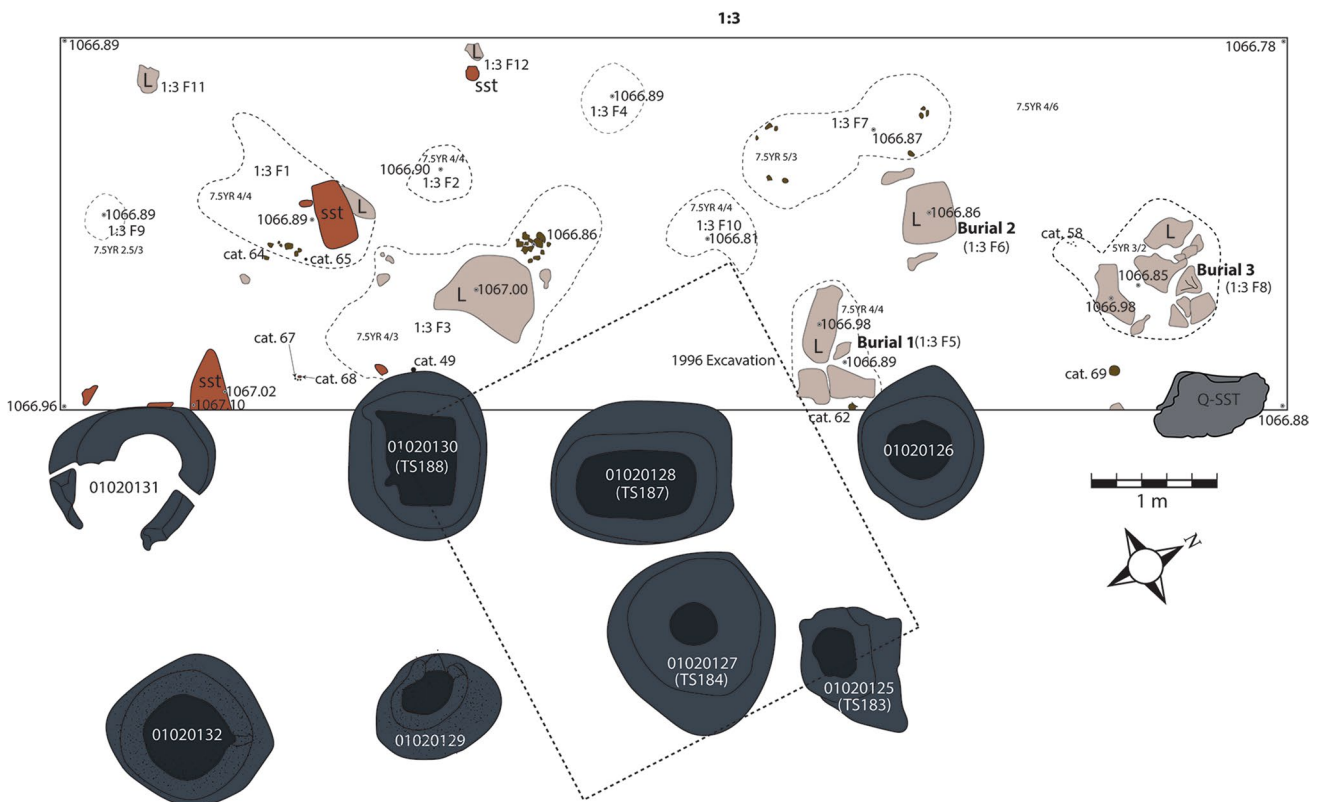 1:3
1066.89
1066.78
L
1:3 F11
L
1:3 F12
sst
1066.89
1:3 F4
7.5YR 4/6
1:3 F7
1066.87
7.5YR 5/3
1:3 F1
7.5YR 4/4
1066.90
7.5YR 4/4
1:3 F2
1066.89
1:3 F9
7.5YR 2.5/3
1066.89
sst
L
cat. 64
cat. 65
1066.86
7.5YR 4/4
1:3 F10
1066.81
L
1066.86
Burial 2
(1:3 F6)
cat. 58
5YR 3/2
L
1066.85
1066.98
Burial 3
(1:3 F8)
L
1067.00
1:3 F3
7.5YR 4/3
7.5YR 4/4
1066.98
L
Burial 1 (1:3 F5)
1066.89
cat. 67
cat. 68
cat. 49
1996 Excavation
cat. 69
sst
1067.02
1067.10
1066.96
cat. 62
Q-SST
1066.88
01020131
01020130
(TS188)
01020128
(TS187)
01020126
1 m
N
01020127
(TS184)
01020125
(TS183)
01020132
01020129